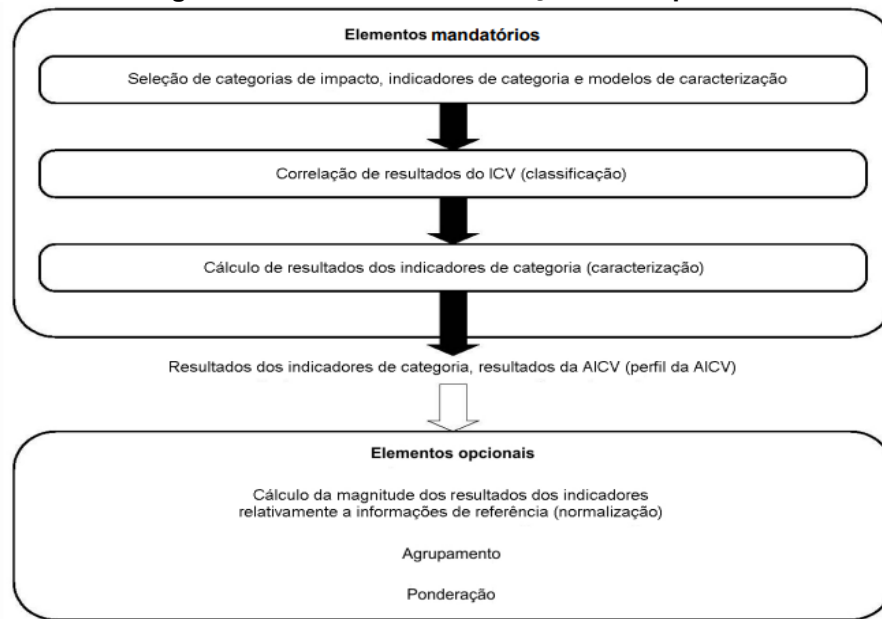 Elementos mandatórios
Seleção de categorias de impacto, indicadores de categoria e modelos de caracterização
Correlação de resultados do ICV (classificação)
Cálculo de resultados dos indicadores de categoria (caracterização)
Resultados dos indicadores de categoria, resultados da AICV (perfil da AICV)
Elementos opcionais
Cálculo da magnitude dos resultados dos indicadores
relativamente a informações de referência (normalização)
Agrupamento
Ponderação